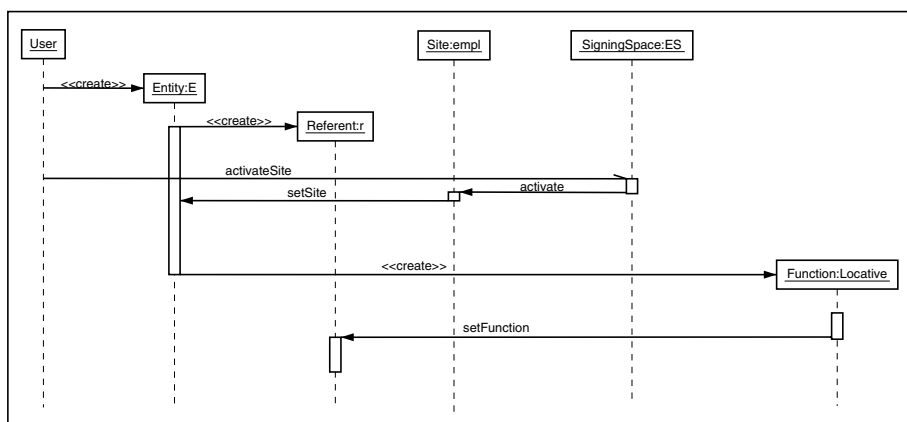 User
Site:empl
SigningSpace:ES
<<create>>
Entity:E
<<create>>
Referent:r
activateSite
activate
setSite
<<create>>
Function:Locative
setFunction